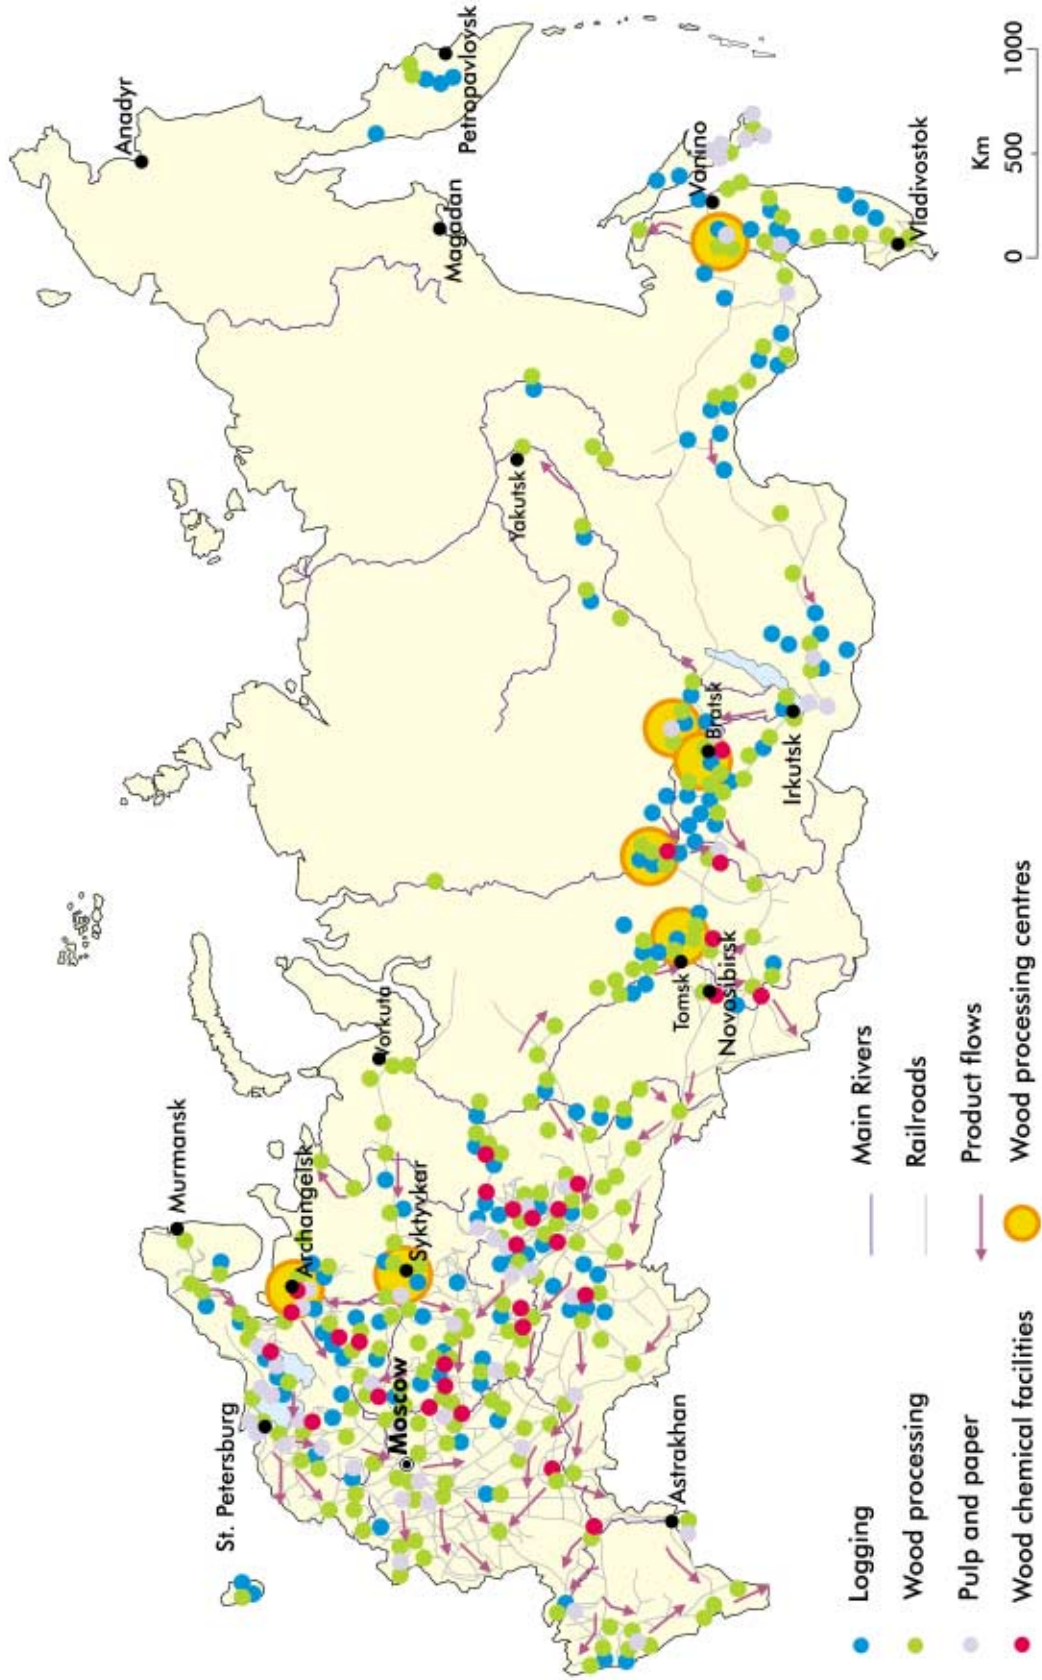 Murmansk
Archangelsk
St. Petersburg
Vorkuta
Syktyvkar
Moscow
Astrakhan
Tomsk
Novosibirsk
Bratsk
Irkutsk
Yakutsk
Anadyr
Magadan
Petropavlovsk
Vanino
Vladivostok
Km
0 500 1000
Logging
Wood processing
Pulp and paper
Wood chemical facilities
Main Rivers
Railroads
Product flows
Wood processing centres